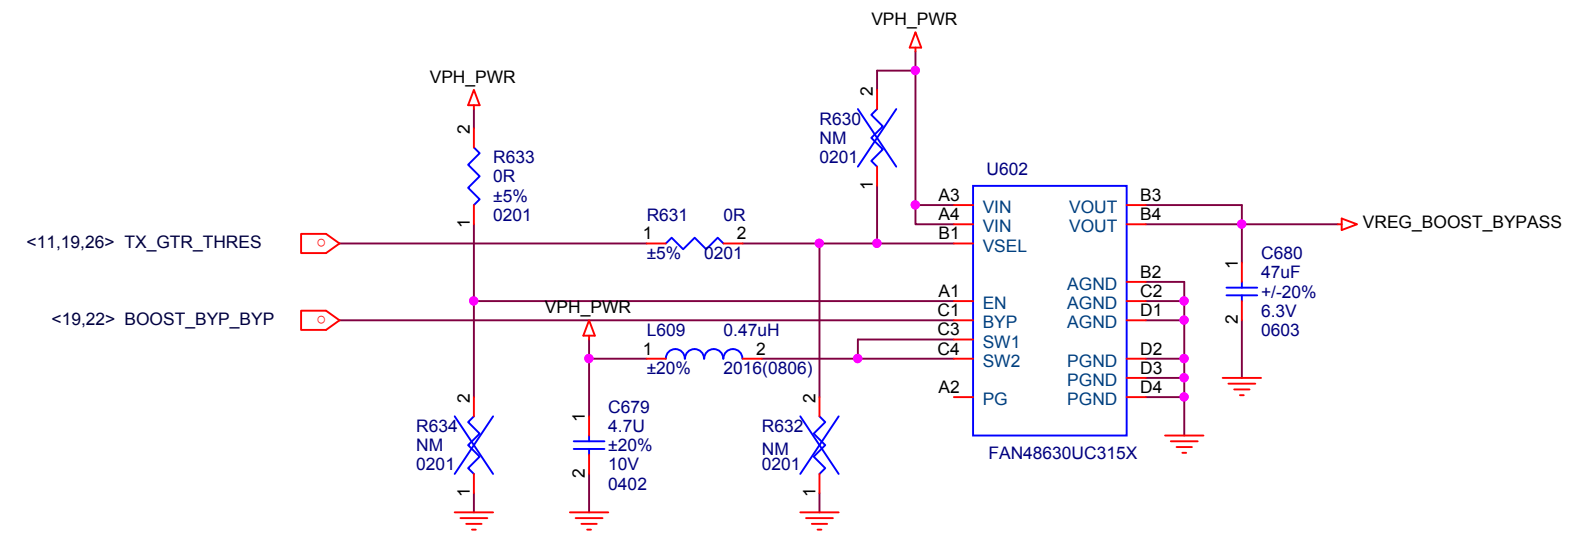 VPH_PWR
VPH_PWR
2
R630
NM
0201
1
2
R633
0R
±5%
0201
1
U602
<11,19,26> TX_GTR_THRES
R631 0R
1 2
±5% 0201
A3 VIN
A4 VIN
B1 VSEL
VOUT B3
VOUT B4
VREG_BOOST_BYPASS
A1 EN
C1 BYP
C3 SW1
C4 SW2
A2 PG
AGND B2
AGND C2
AGND D1
PGND D2
PGND D3
PGND D4
1
C680
47uF
+/-20%
6.3V
0603
2
<19,22> BOOST_BYP_BYP
VPH_PWR
L609 0.47uH
1 2
±20% 2016(0806)
2
R634
NM
0201
1
1
C679
4.7U
±20%
10V
0402
2
2
R632
NM
0201
1
FAN48630UC315X